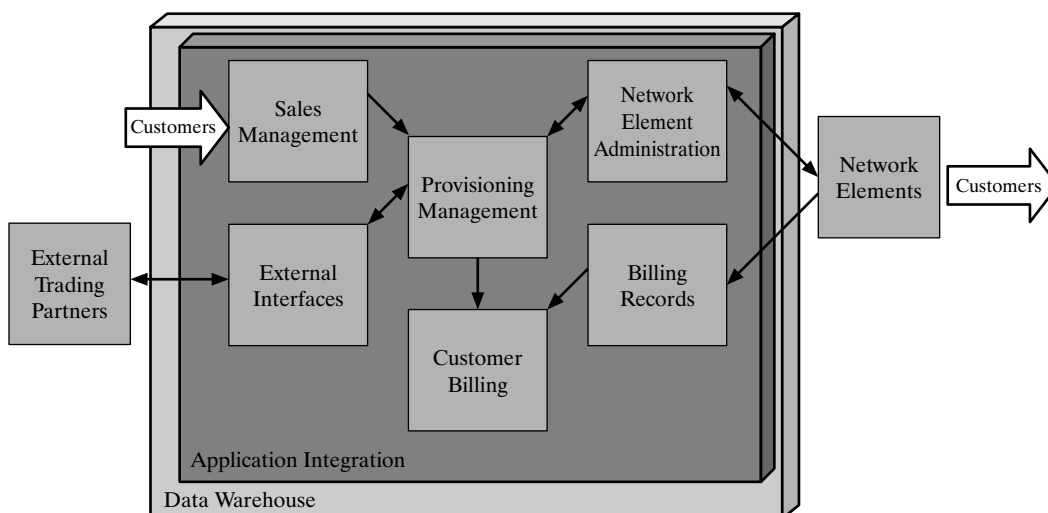 Customers
Sales
Management
Network
Element
Administration
Provisioning
Management
Network
Elements
Customers
External
Trading
Partners
External
Interfaces
Billing
Records
Customer
Billing
Application Integration
Data Warehouse